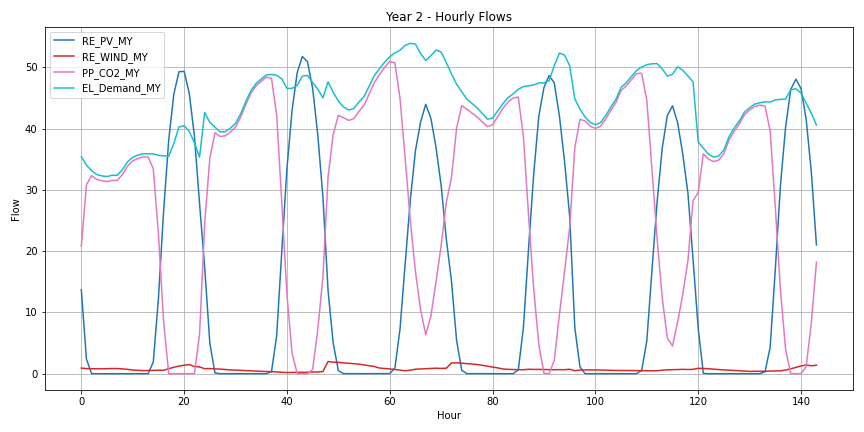 Year 2 - Hourly Flows
RE_PV_MY
RE_WIND_MY
PP_CO2_MY
EL_Demand_MY
Flow
50
40
30
20
10
0
0 20 40 60 80 100 120 140
Hour